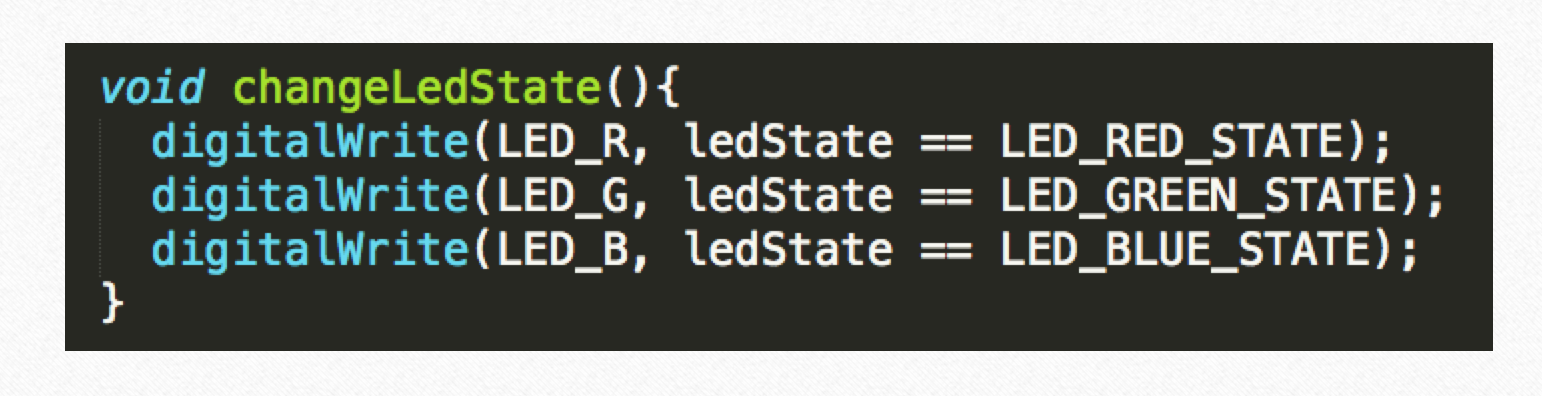 void changeLedState(){
  digitalWrite(LED_R, ledState == LED_RED_STATE);
  digitalWrite(LED_G, ledState == LED_GREEN_STATE);
  digitalWrite(LED_B, ledState == LED_BLUE_STATE);
}